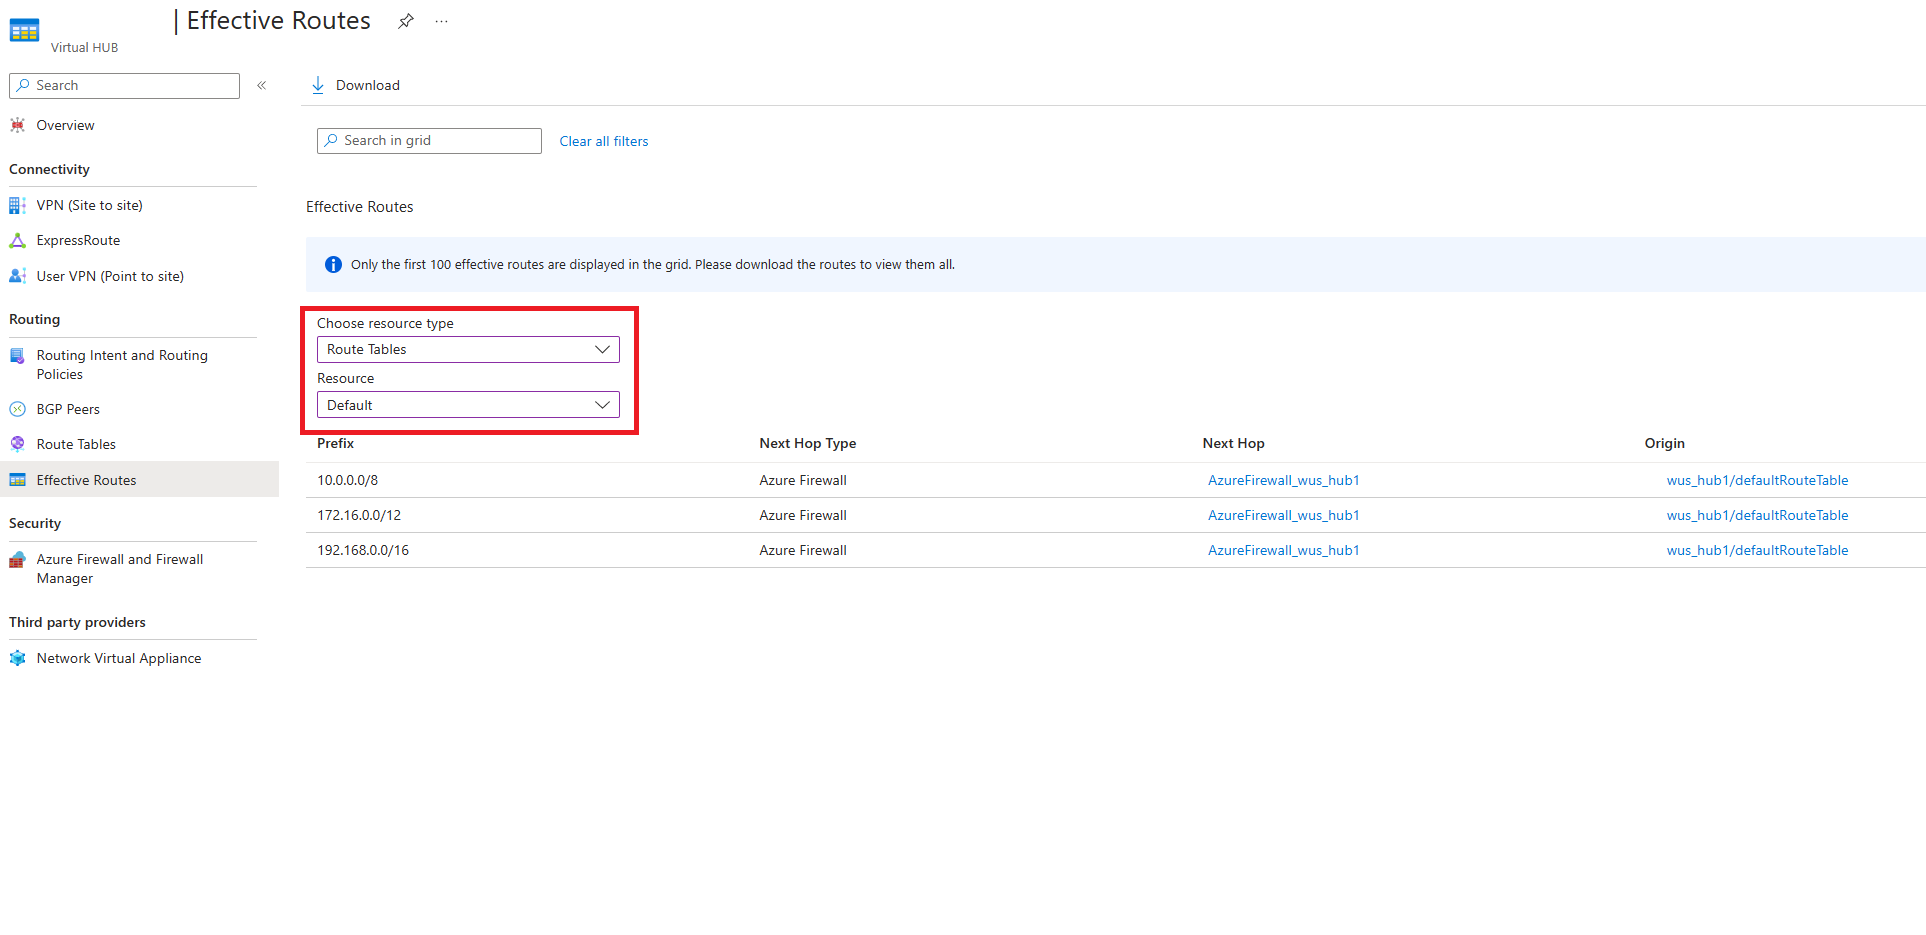 | Effective Routes
Virtual HUB
Search
Overview
Connectivity
VPN (Site to site)
ExpressRoute
User VPN (Point to site)
Routing
Routing Intent and Routing
Policies
BGP Peers
Route Tables
Effective Routes
Security
Azure Firewall and Firewall
Manager
Third party providers
Network Virtual Appliance
Download
Search in grid
Clear all filters
Effective Routes
Only the first 100 effective routes are displayed in the grid. Please download the routes to view them all.
Choose resource type
Route Tables
Resource
Default
Prefix Next Hop Type Next Hop Origin
10.0.0.0/8 Azure Firewall AzureFirewall_wus_hub1 wus_hub1/defaultRouteTable
172.16.0.0/12 Azure Firewall AzureFirewall_wus_hub1 wus_hub1/defaultRouteTable
192.168.0.0/16 Azure Firewall AzureFirewall_wus_hub1 wus_hub1/defaultRouteTable